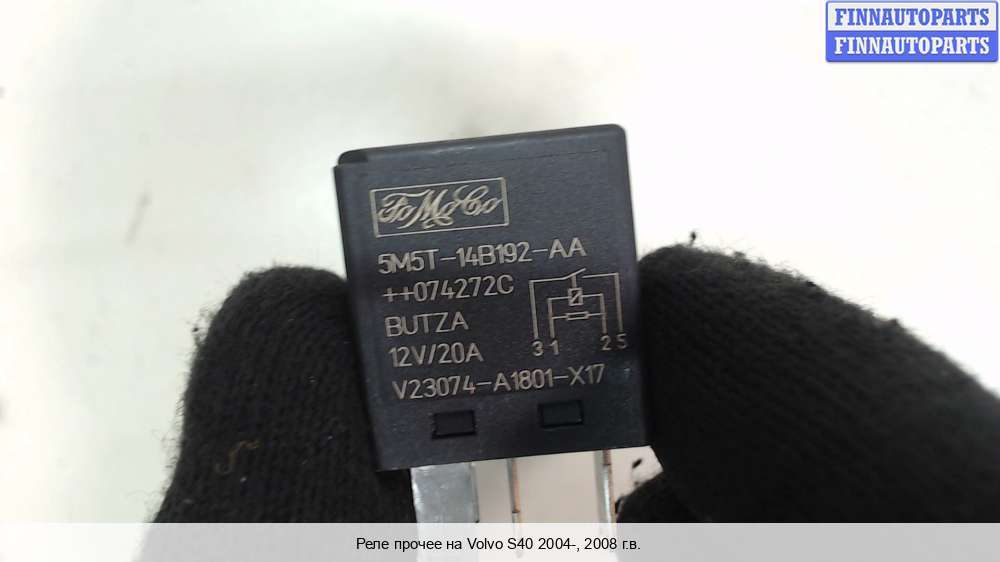 FINNAUTOPARTS
FINNAUTOPARTS
FoMoCo
5M5T-14B192-AA
++074272C
BUTZA
12V/20A
3 1 2 5
V23074-A1801-X17
Реле прочее на Volvo S40 2004-, 2008 г.в.